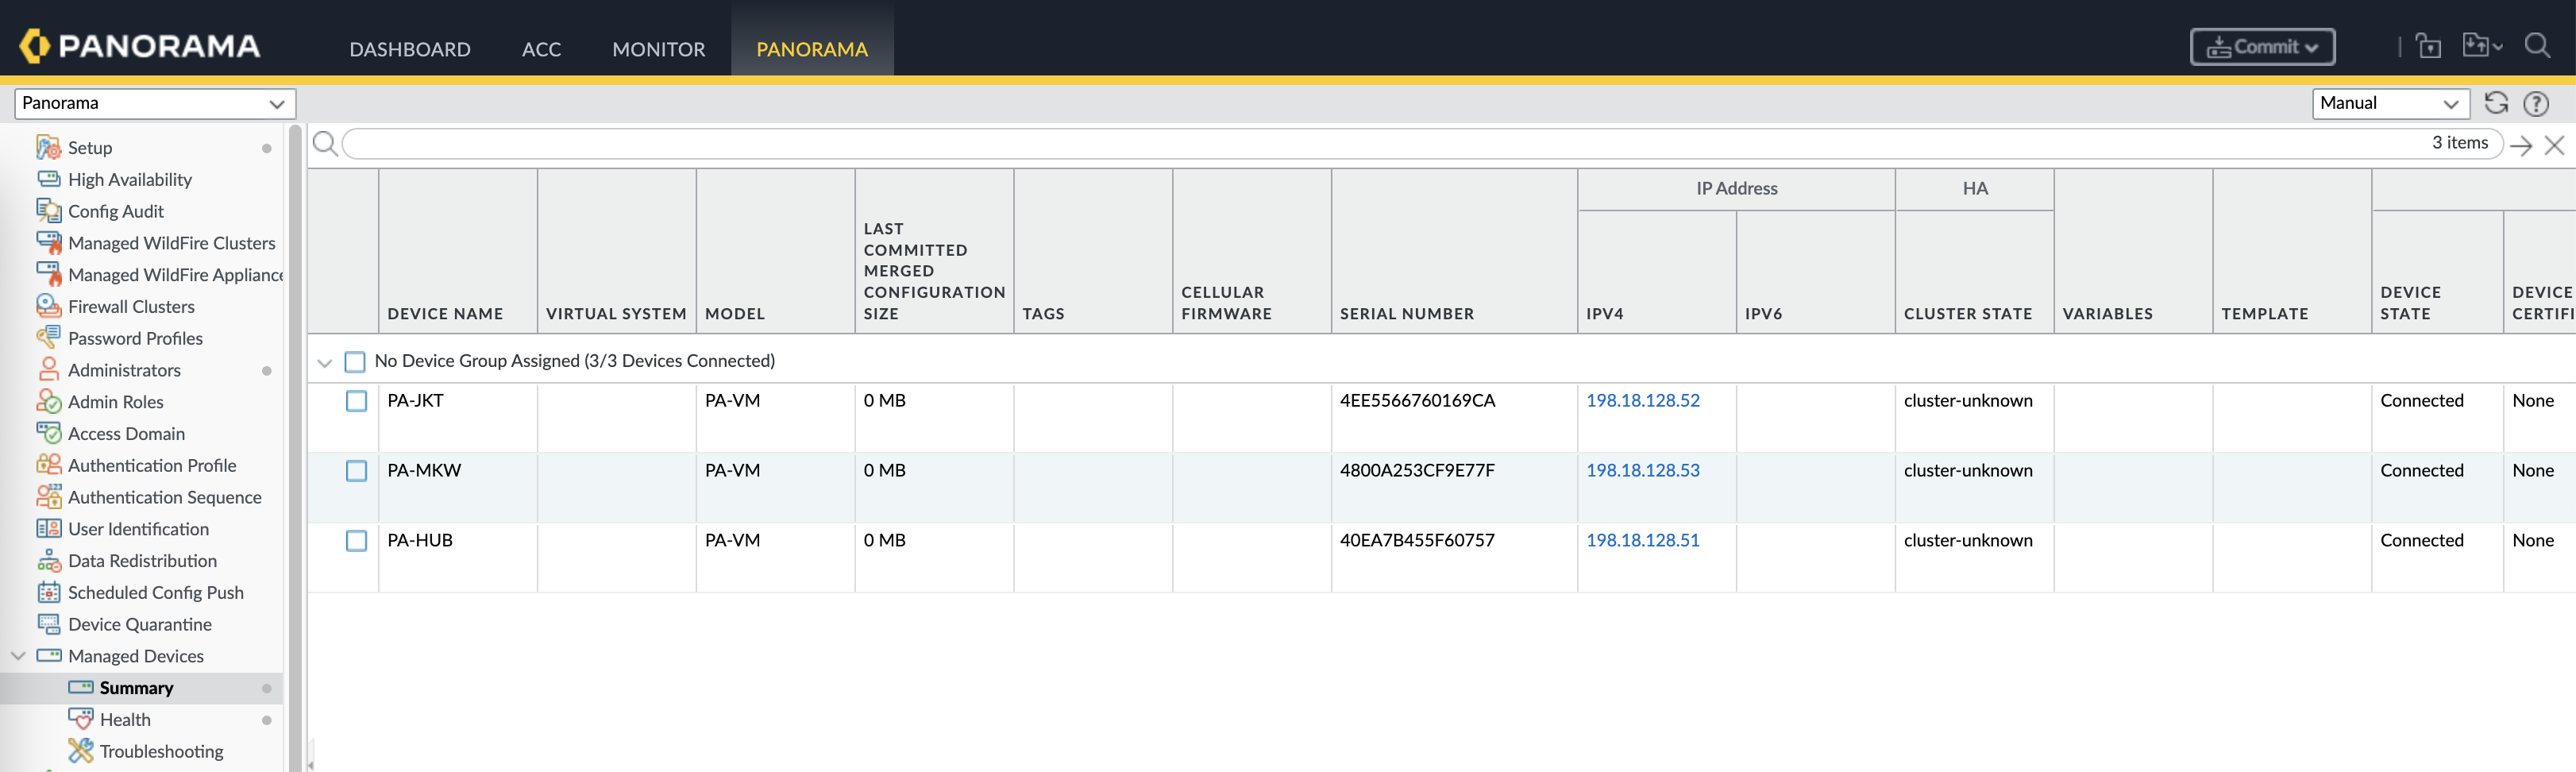 PANORAMA
DASHBOARD ACC MONITOR PANORAMA
Commit
Panorama
Manual
Setup
High Availability
Config Audit
Managed WildFire Clusters
Managed WildFire Appliance
Firewall Clusters
Password Profiles
Administrators
Admin Roles
Access Domain
Authentication Profile
Authentication Sequence
User Identification
Data Redistribution
Scheduled Config Push
Device Quarantine
Managed Devices
Summary
Health
Troubleshooting
3 items
IP Address HA
DEVICE NAME VIRTUAL SYSTEM MODEL LAST COMMITTED MERGED CONFIGURATION SIZE TAGS CELLULAR FIRMWARE SERIAL NUMBER IPV4 IPV6 CLUSTER STATE VARIABLES TEMPLATE DEVICE STATE DEVICE CERTIFI
No Device Group Assigned (3/3 Devices Connected)
PA-JKT PA-VM 0 MB 4EE5566760169CA 198.18.128.52 cluster-unknown Connected None
PA-MKW PA-VM 0 MB 4800A253CF9E77F 198.18.128.53 cluster-unknown Connected None
PA-HUB PA-VM 0 MB 40EA7B455F60757 198.18.128.51 cluster-unknown Connected None